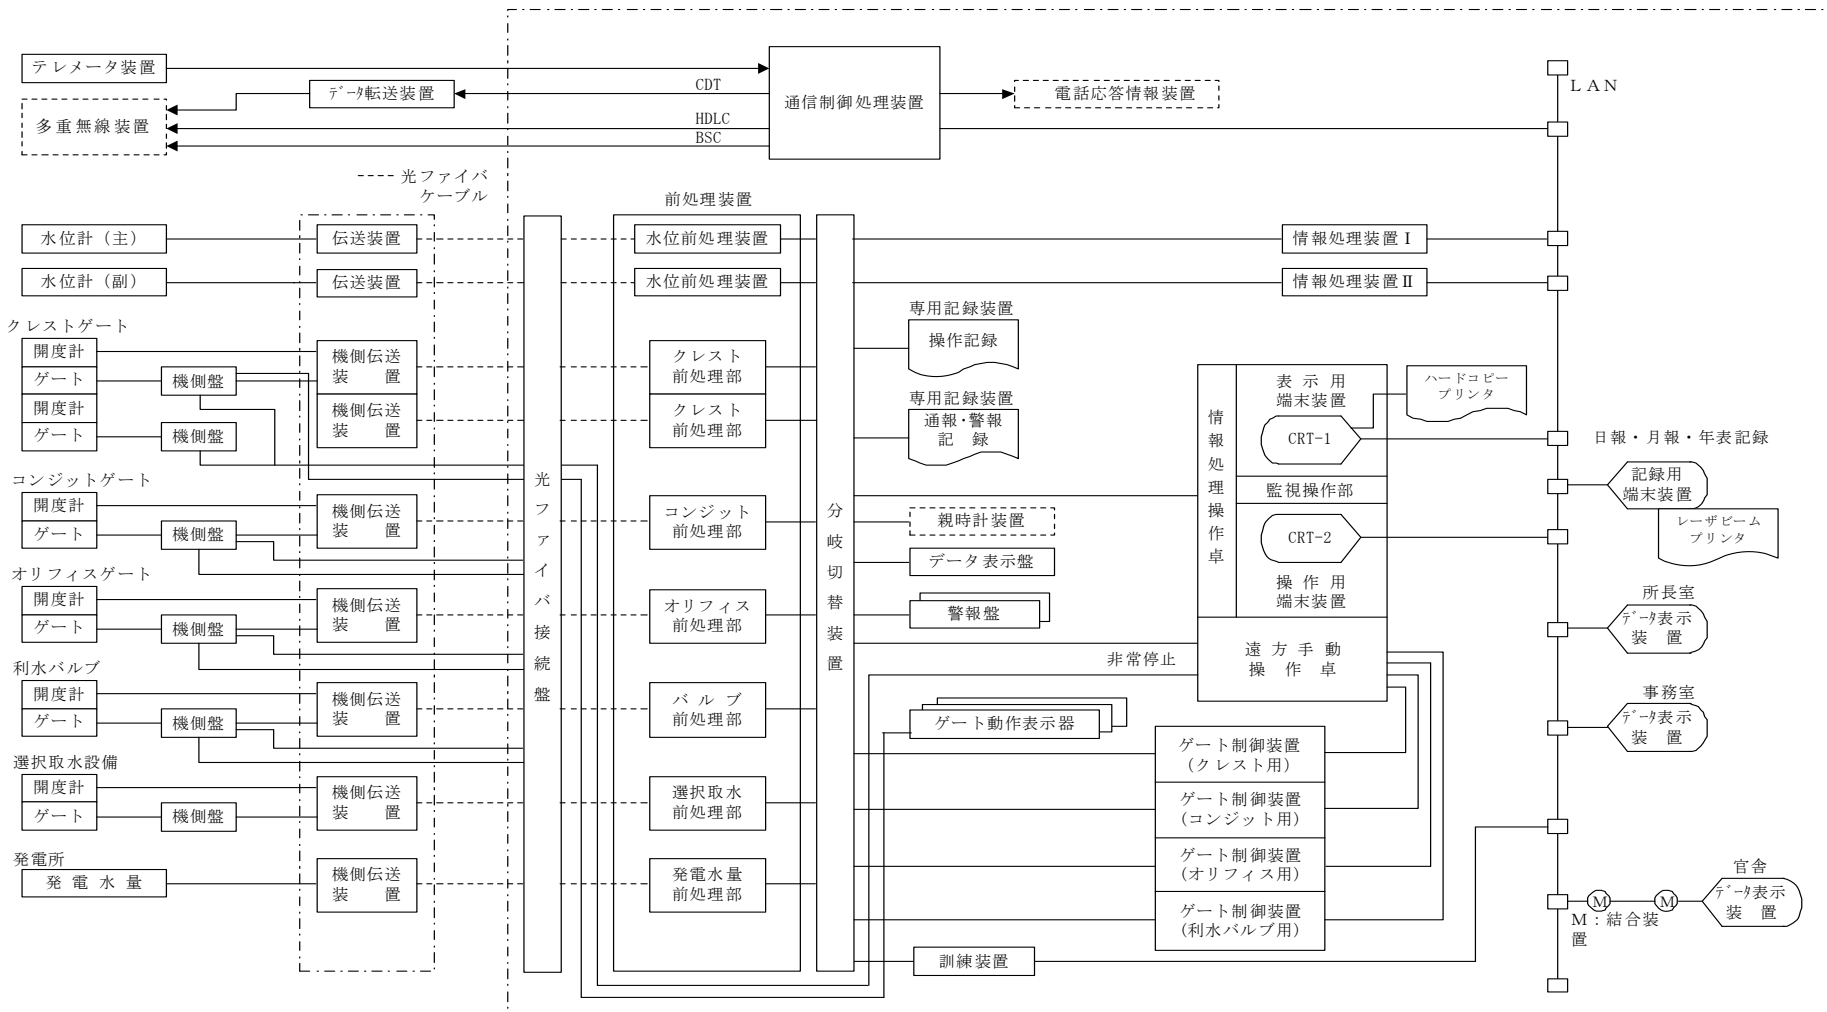 テレメータ装置
データ転送装置
多重無線装置
CDT
HDLC
BSC
通信制御処理装置
電話応答情報装置
LAN
---- 光ファイバ
ケーブル
前処理装置
水位計（主）
伝送装置
水位前処理装置
情報処理装置Ⅰ
水位計（副）
伝送装置
水位前処理装置
情報処理装置Ⅱ
クレストゲート
開度計
ゲート
開度計
ゲート
機側盤
機側盤
機側伝送
装　置
機側伝送
装　置
クレスト
前処理部
クレスト
前処理部
専用記録装置
操作記録
専用記録装置
通報・警報
記　録
コンジットゲート
開度計
ゲート
機側盤
機側伝送
装　置
コンジット
前処理部
オリフィスゲート
開度計
ゲート
機側盤
機側伝送
装　置
オリフィス
前処理部
利水バルブ
開度計
ゲート
機側盤
機側伝送
装　置
バ ル ブ
前処理部
選択取水設備
開度計
ゲート
機側盤
機側伝送
装　置
選択取水
前処理部
発電所
発 電 水 量
機側伝送
装　置
発電水量
前処理部
光ファイバ接続盤
分岐切替装置
親時計装置
データ表示盤
警報盤
非常停止
ゲート動作表示器
情報処理操作卓
表 示 用
端末装置
CRT-1
監視操作部
CRT-2
操 作 用
端末装置
遠 方 手 動
操 作 卓
ハードコピー
プリンタ
ゲート制御装置
(クレスト用)
ゲート制御装置
(コンジット用)
ゲート制御装置
(オリフィス用)
ゲート制御装置
(利水バルブ用)
訓練装置
日報・月報・年表記録
記録用
端末装置
レーザビーム
プリンタ
所長室
データ表示
装　置
事務室
データ表示
装　置
官舎
データ表示
装　置
M
M
M：結合装
置